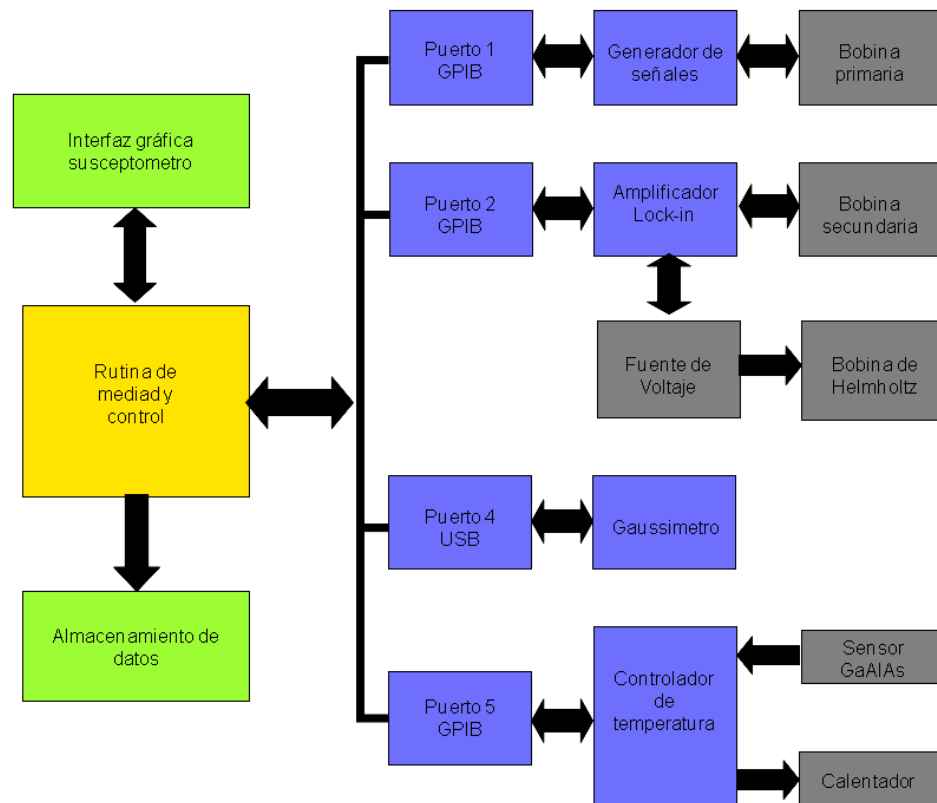 Puerto 1
GPIB
Generador de
señales
Bobina
primaria
Interfaz gráfica
susceptometro
Puerto 2
GPIB
Amplificador
Lock-in
Bobina
secundaria
Rutina de
mediad y
control
Fuente de
Voltaje
Bobina de
Helmholtz
Puerto 4
USB
Gaussimetro
Almacenamiento de
datos
Puerto 5
GPIB
Controlador
de
temperatura
Sensor
GaAlAs
Calentador